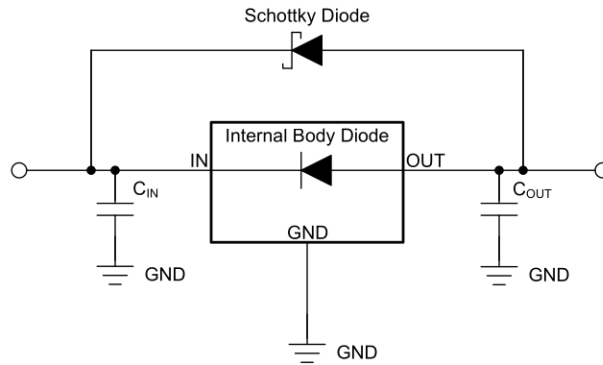 Schottky Diode
Internal Body Diode
IN
OUT
CIN
COUT
GND
GND
GND
GND